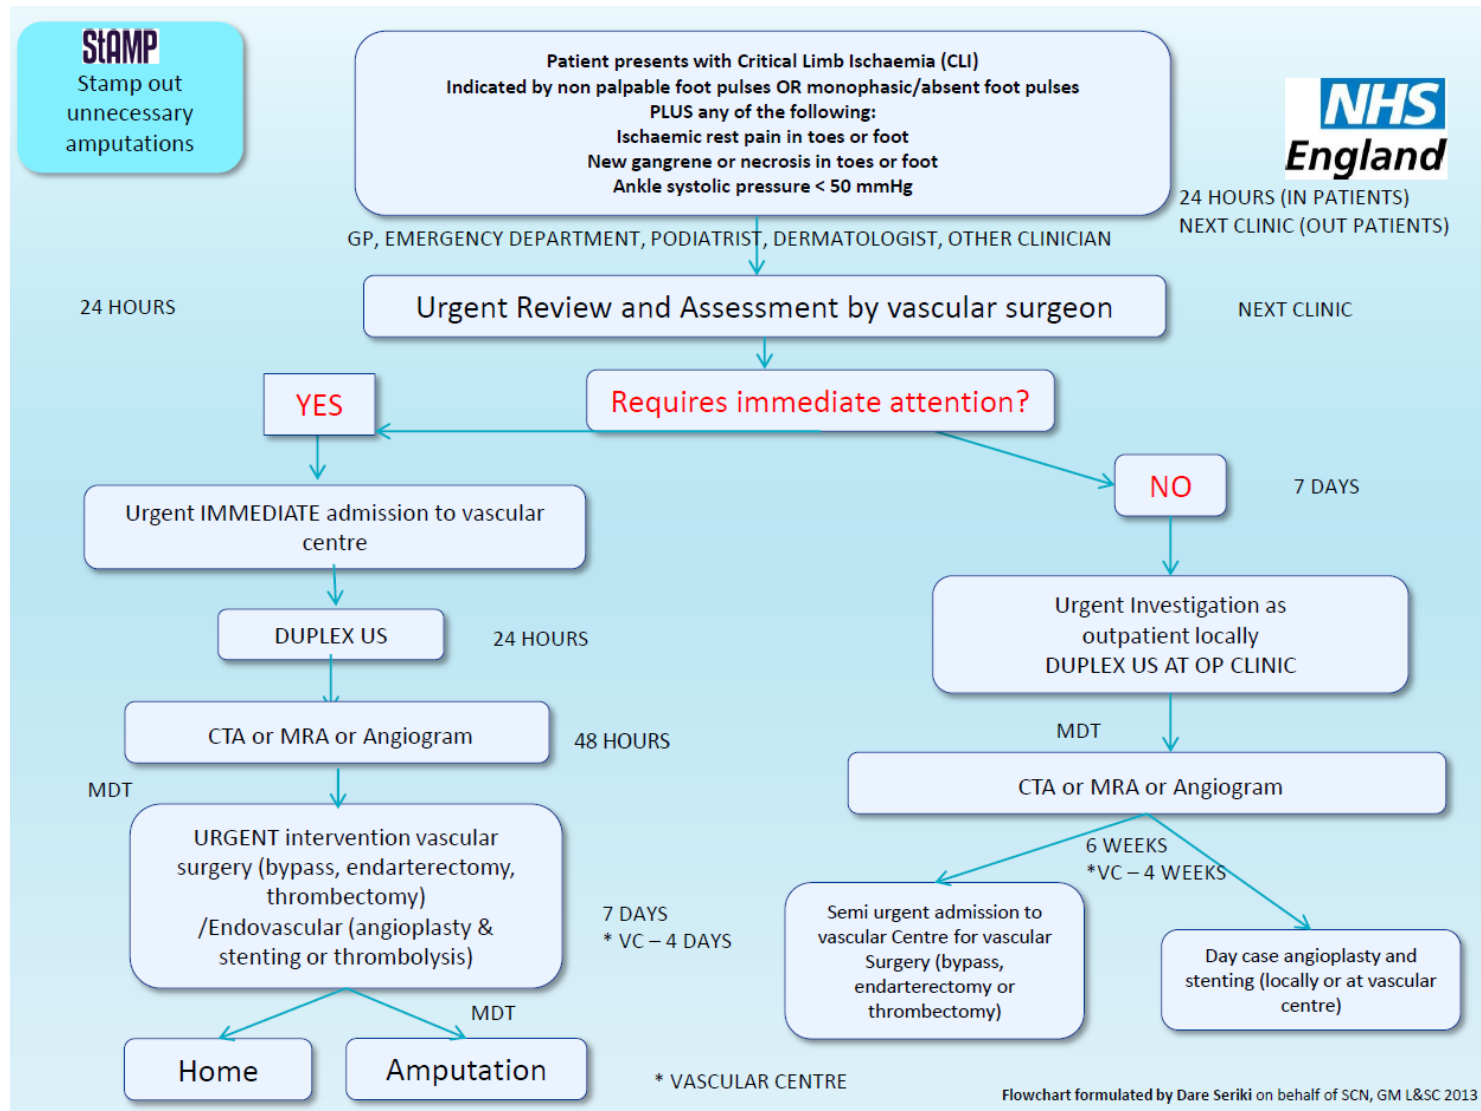 StAMP
Stamp out
unnecessary
amputations
Patient presents with Critical Limb Ischaemia (CLI)
Indicated by non palpable foot pulses OR monophasic/absent foot pulses
PLUS any of the following:
Ischaemic rest pain in toes or foot
New gangrene or necrosis in toes or foot
Ankle systolic pressure < 50 mmHg
NHS
England
24 HOURS (IN PATIENTS)
NEXT CLINIC (OUT PATIENTS)
GP, EMERGENCY DEPARTMENT, PODIATRIST, DERMATOLOGIST, OTHER CLINICIAN
24 HOURS
Urgent Review and Assessment by vascular surgeon
NEXT CLINIC
YES
Requires immediate attention?
NO
7 DAYS
Urgent IMMEDIATE admission to vascular
centre
DUPLEX US
24 HOURS
CTA or MRA or Angiogram
48 HOURS
MDT
URGENT intervention vascular
surgery (bypass, endarterectomy,
thrombectomy)
/Endovascular (angioplasty &
stenting or thrombolysis)
7 DAYS
* VC – 4 DAYS
MDT
Home
Amputation
Urgent Investigation as
outpatient locally
DUPLEX US AT OP CLINIC
MDT
CTA or MRA or Angiogram
6 WEEKS
*VC – 4 WEEKS
Semi urgent admission to
vascular Centre for vascular
Surgery (bypass,
endarterectomy or
thrombectomy)
Day case angioplasty and
stenting (locally or at vascular
centre)
* VASCULAR CENTRE
Flowchart formulated by Dare Seriki on behalf of SCN, GM L&SC 2013